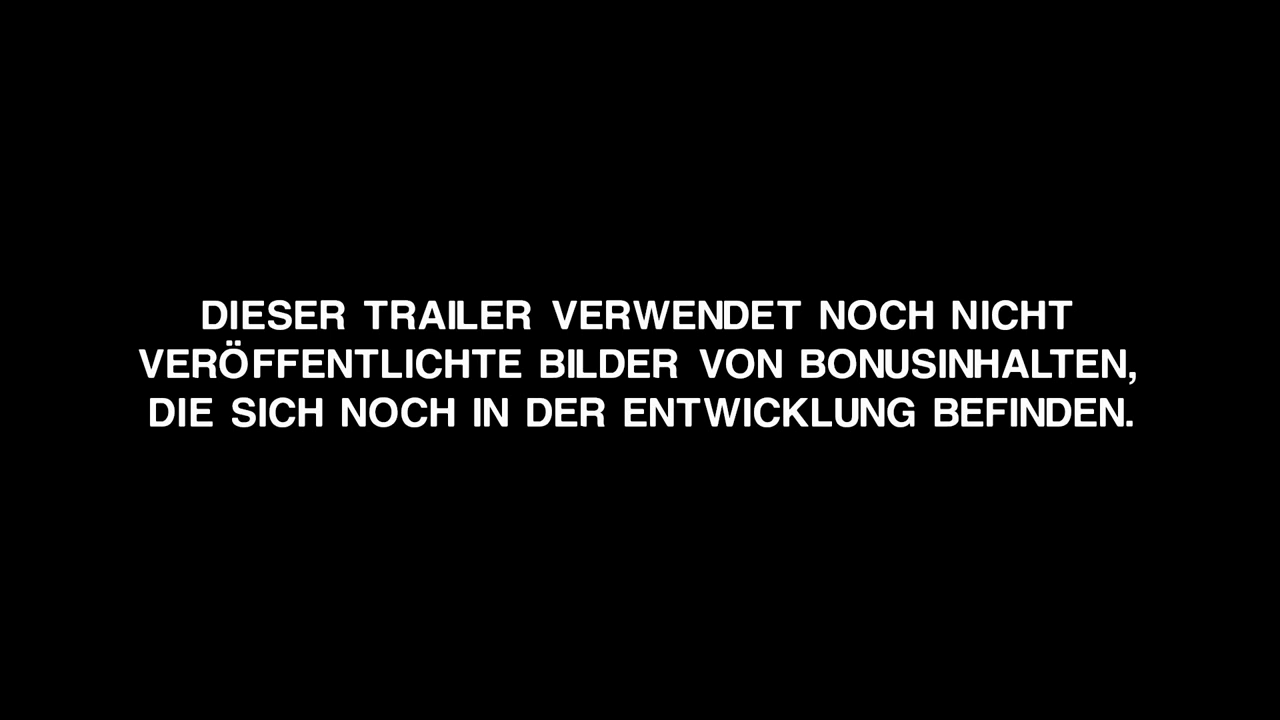 DIESER TRAILER VERWENDET NOCH NICHT
VERÖFFENTLICHTE BILDER VON BONUSINHALTEN,
DIE SICH NOCH IN DER ENTWICKLUNG BEFINDEN.